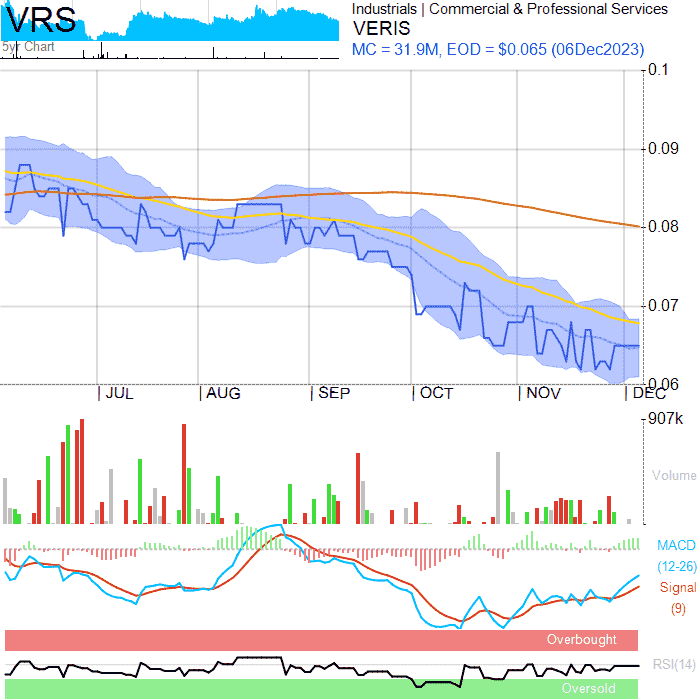 VRS
5yr Chart
Industrials | Commercial & Professional Services
VERIS
MC = 31.9M, EOD = $0.065 (06Dec2023)
0.1
0.09
0.08
0.07
0.06
JUL AUG SEP OCT NOV DEC
907k
Volume
MACD
(12-26)
Signal
(9)
Overbought
RSI(14)
Oversold